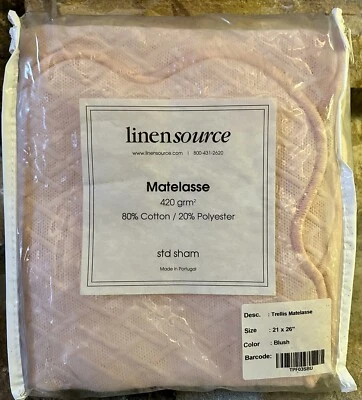 linensource
www.linensource.com | 800-431-2620
Matelasse
420 grm²
80% Cotton / 20% Polyester
std sham
Made in Portugal
Desc. : Trellis Matelasse
Size : 21 x 26"
Color : Blush
Barcode:
TPF03SBU